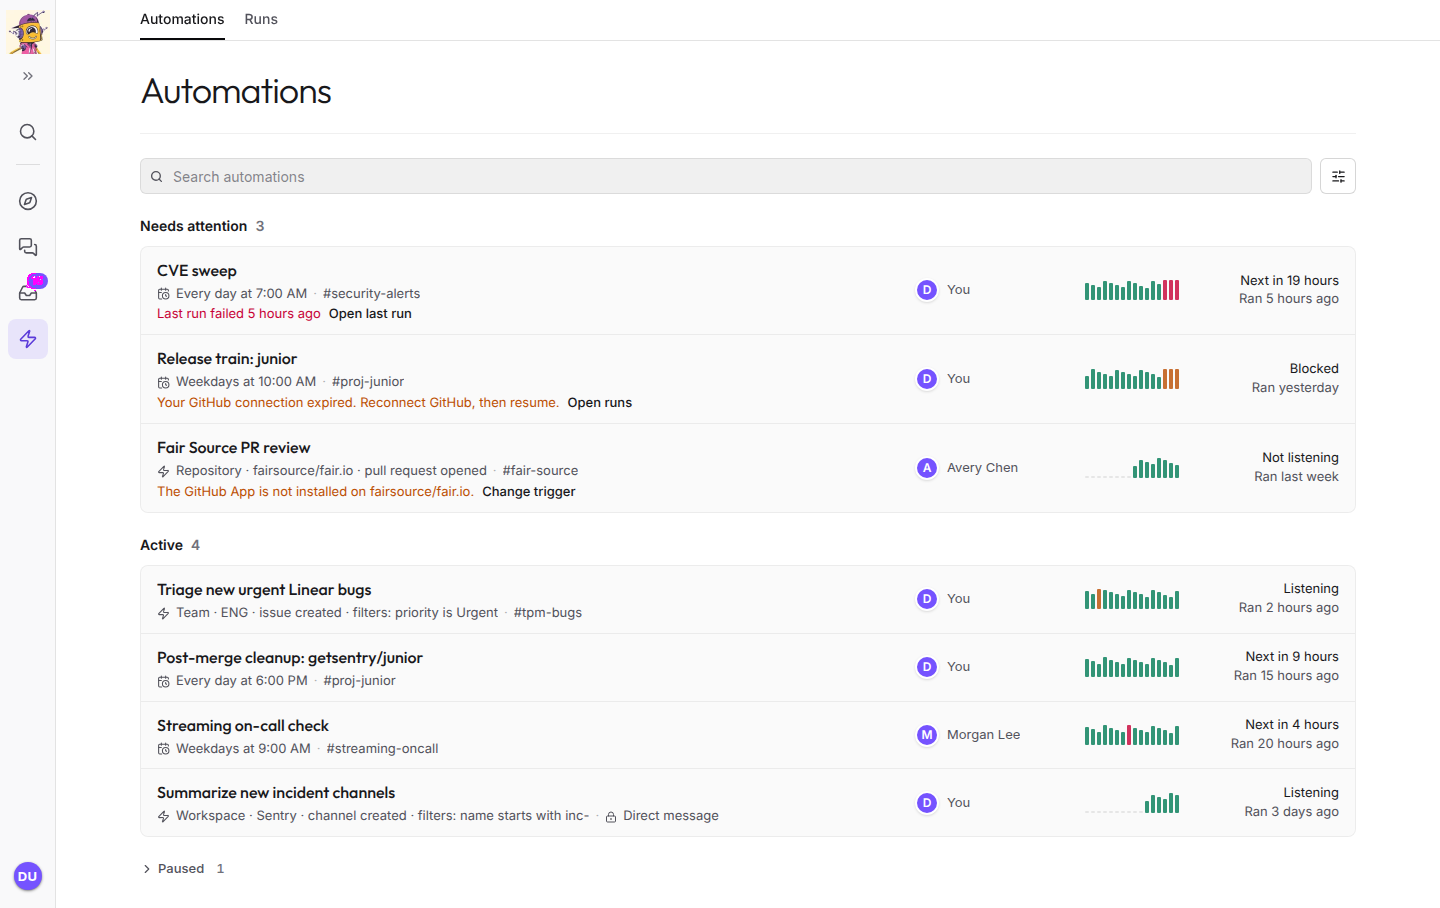 Automations Runs
Automations
Search automations
Needs attention 3
CVE sweep
Every day at 7:00 AM · #security-alerts
Last run failed 5 hours ago Open last run
D You
Next in 19 hours
Ran 5 hours ago
Release train: junior
Weekdays at 10:00 AM · #proj-junior
Your GitHub connection expired. Reconnect GitHub, then resume. Open runs
D You
Blocked
Ran yesterday
Fair Source PR review
Repository · fairsource/fair.io · pull request opened · #fair-source
The GitHub App is not installed on fairsource/fair.io. Change trigger
A Avery Chen
Not listening
Ran last week
Active 4
Triage new urgent Linear bugs
Team · ENG · issue created · filters: priority is Urgent · #tpm-bugs
D You
Listening
Ran 2 hours ago
Post-merge cleanup: getsentry/junior
Every day at 6:00 PM · #proj-junior
D You
Next in 9 hours
Ran 15 hours ago
Streaming on-call check
Weekdays at 9:00 AM · #streaming-oncall
M Morgan Lee
Next in 4 hours
Ran 20 hours ago
Summarize new incident channels
Workspace · Sentry · channel created · filters: name starts with inc- · Direct message
D You
Listening
Ran 3 days ago
Paused 1
DU